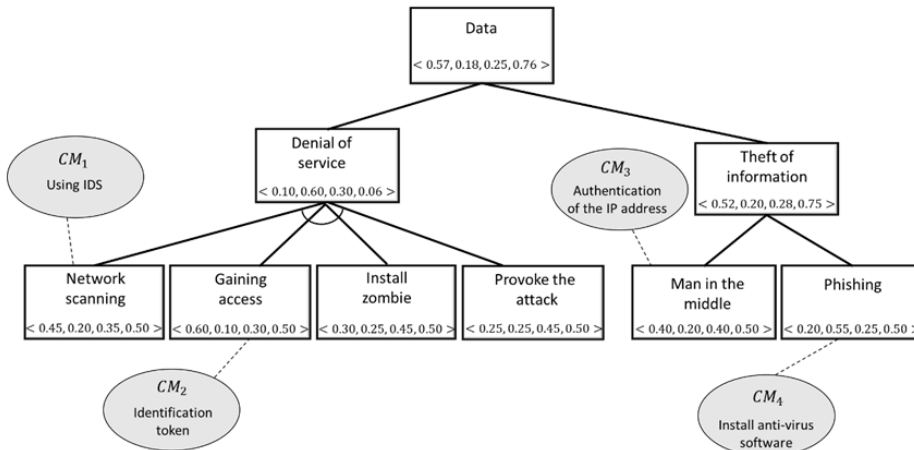 Data
< 0.57, 0.18, 0.25, 0.76 >
Denial of
service
< 0.10, 0.60, 0.30, 0.06 >
CM₁
Using IDS
CM₃
Authentication
of the IP address
Theft of
information
< 0.52, 0.20, 0.28, 0.75 >
Network
scanning
< 0.45, 0.20, 0.35, 0.50 >
Gaining
access
< 0.60, 0.10, 0.30, 0.50 >
Install
zombie
< 0.30, 0.25, 0.45, 0.50 >
Provoke the
attack
< 0.25, 0.25, 0.45, 0.50 >
Man in the
middle
< 0.40, 0.20, 0.40, 0.50 >
Phishing
< 0.20, 0.55, 0.25, 0.50 >
CM₂
Identification
token
CM₄
Install anti-virus
software